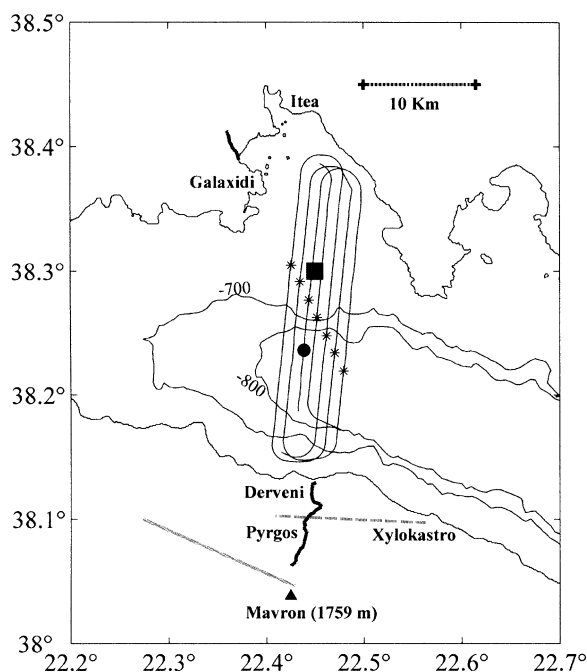 38.5°
Itea
10 Km
38.4°
Galaxidi
38.3°
-700
-800
38.2°
Derveni
38.1°
Pyrgos
Xylokastro
Mavron (1759 m)
38°
22.2 22.3° 22.4° 22.5° 22.6° 22.7°